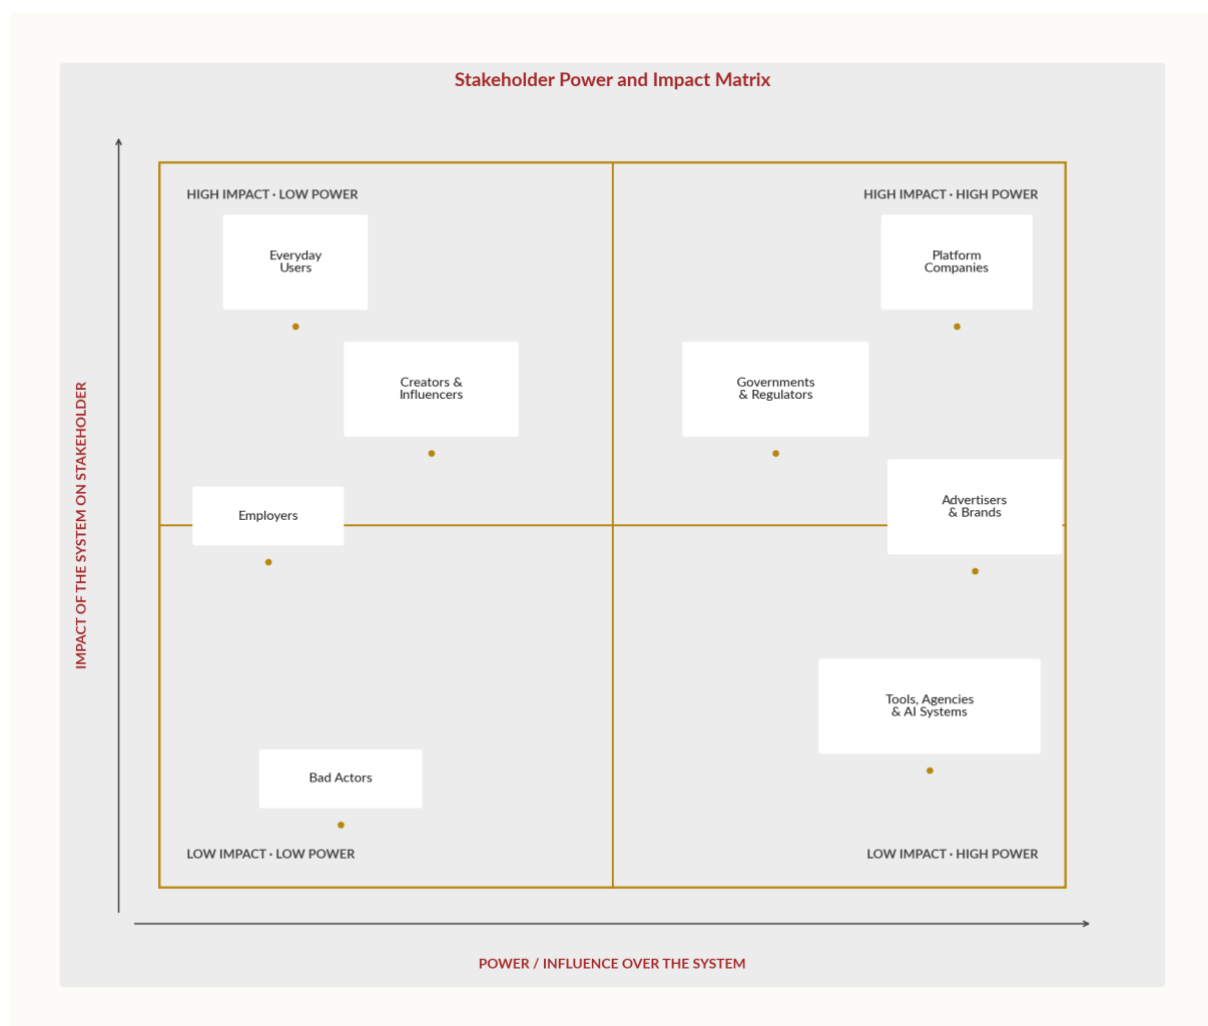 Stakeholder Power and Impact Matrix
HIGH IMPACT · LOW POWER
HIGH IMPACT · HIGH POWER
Everyday
Users
Platform
Companies
Creators &
Influencers
Governments
& Regulators
Employers
Advertisers
& Brands
Tools, Agencies
& AI Systems
Bad Actors
LOW IMPACT · LOW POWER
LOW IMPACT · HIGH POWER
IMPACT OF THE SYSTEM ON STAKEHOLDER
POWER / INFLUENCE OVER THE SYSTEM